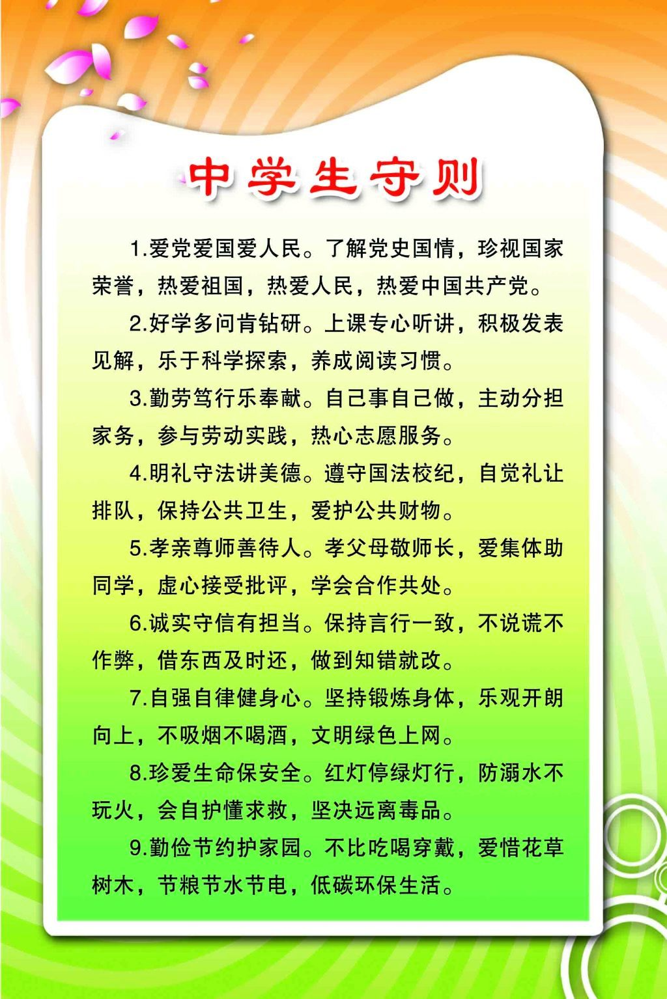 中学生守则
1.爱党爱国爱人民。了解党史国情，珍视国家
荣誉，热爱祖国，热爱人民，热爱中国共产党。
2.好学多问肯钻研。上课专心听讲，积极发表
见解，乐于科学探索，养成阅读习惯。
3.勤劳笃行乐奉献。自己事自己做，主动分担
家务，参与劳动实践，热心志愿服务。
4.明礼守法讲美德。遵守国法校纪，自觉礼让
排队，保持公共卫生，爱护公共财物。
5.孝亲尊师善待人。孝父母敬师长，爱集体助
同学，虚心接受批评，学会合作共处。
6.诚实守信有担当。保持言行一致，不说谎不
作弊，借东西及时还，做到知错就改。
7.自强自律健身心。坚持锻炼身体，乐观开朗
向上，不吸烟不喝酒，文明绿色上网。
8.珍爱生命保安全。红灯停绿灯行，防溺水不
玩火，会自护懂求救，坚决远离毒品。
9.勤俭节约护家园。不比吃喝穿戴，爱惜花草
树木，节粮节水节电，低碳环保生活。